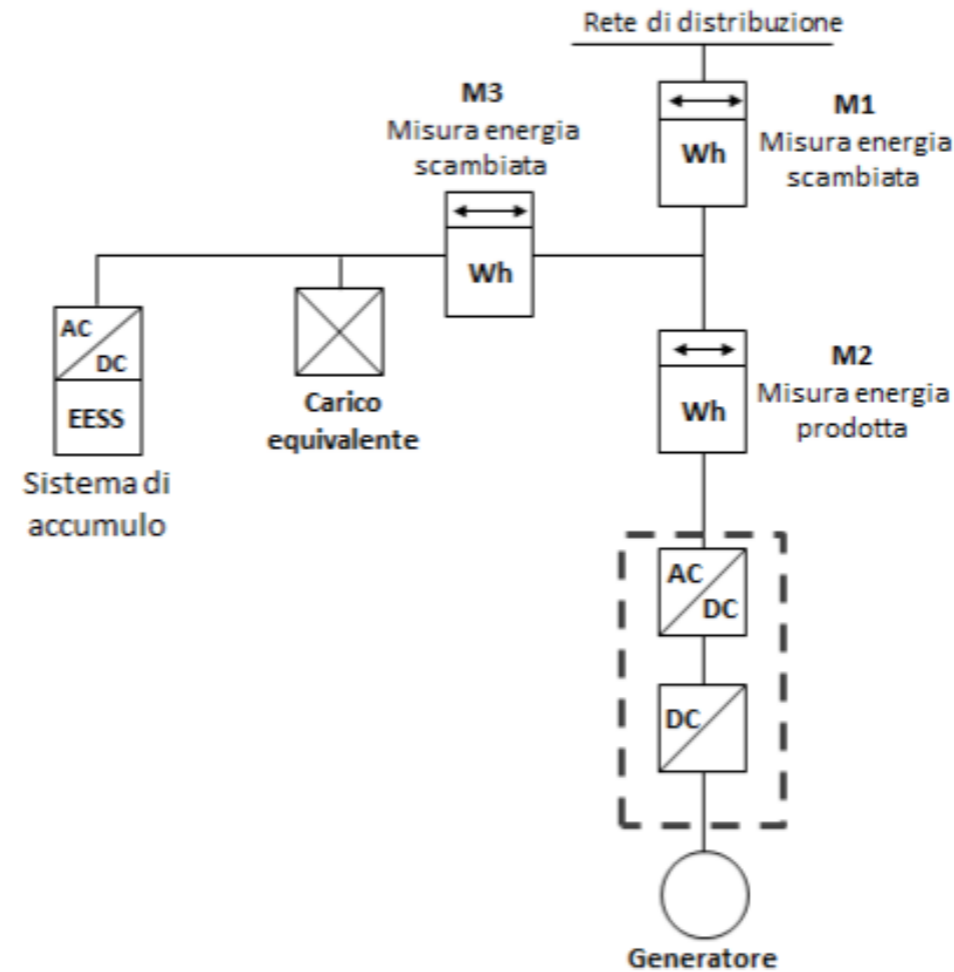 Rete di distribuzione
M3
Misura energia
scambiata
M1
Misura energia
scambiata
Wh
Wh
AC
DC
EESS
Sistema di
accumulo
Carico
equivalente
M2
Misura energia
prodotta
Wh
AC
DC
DC
Generatore